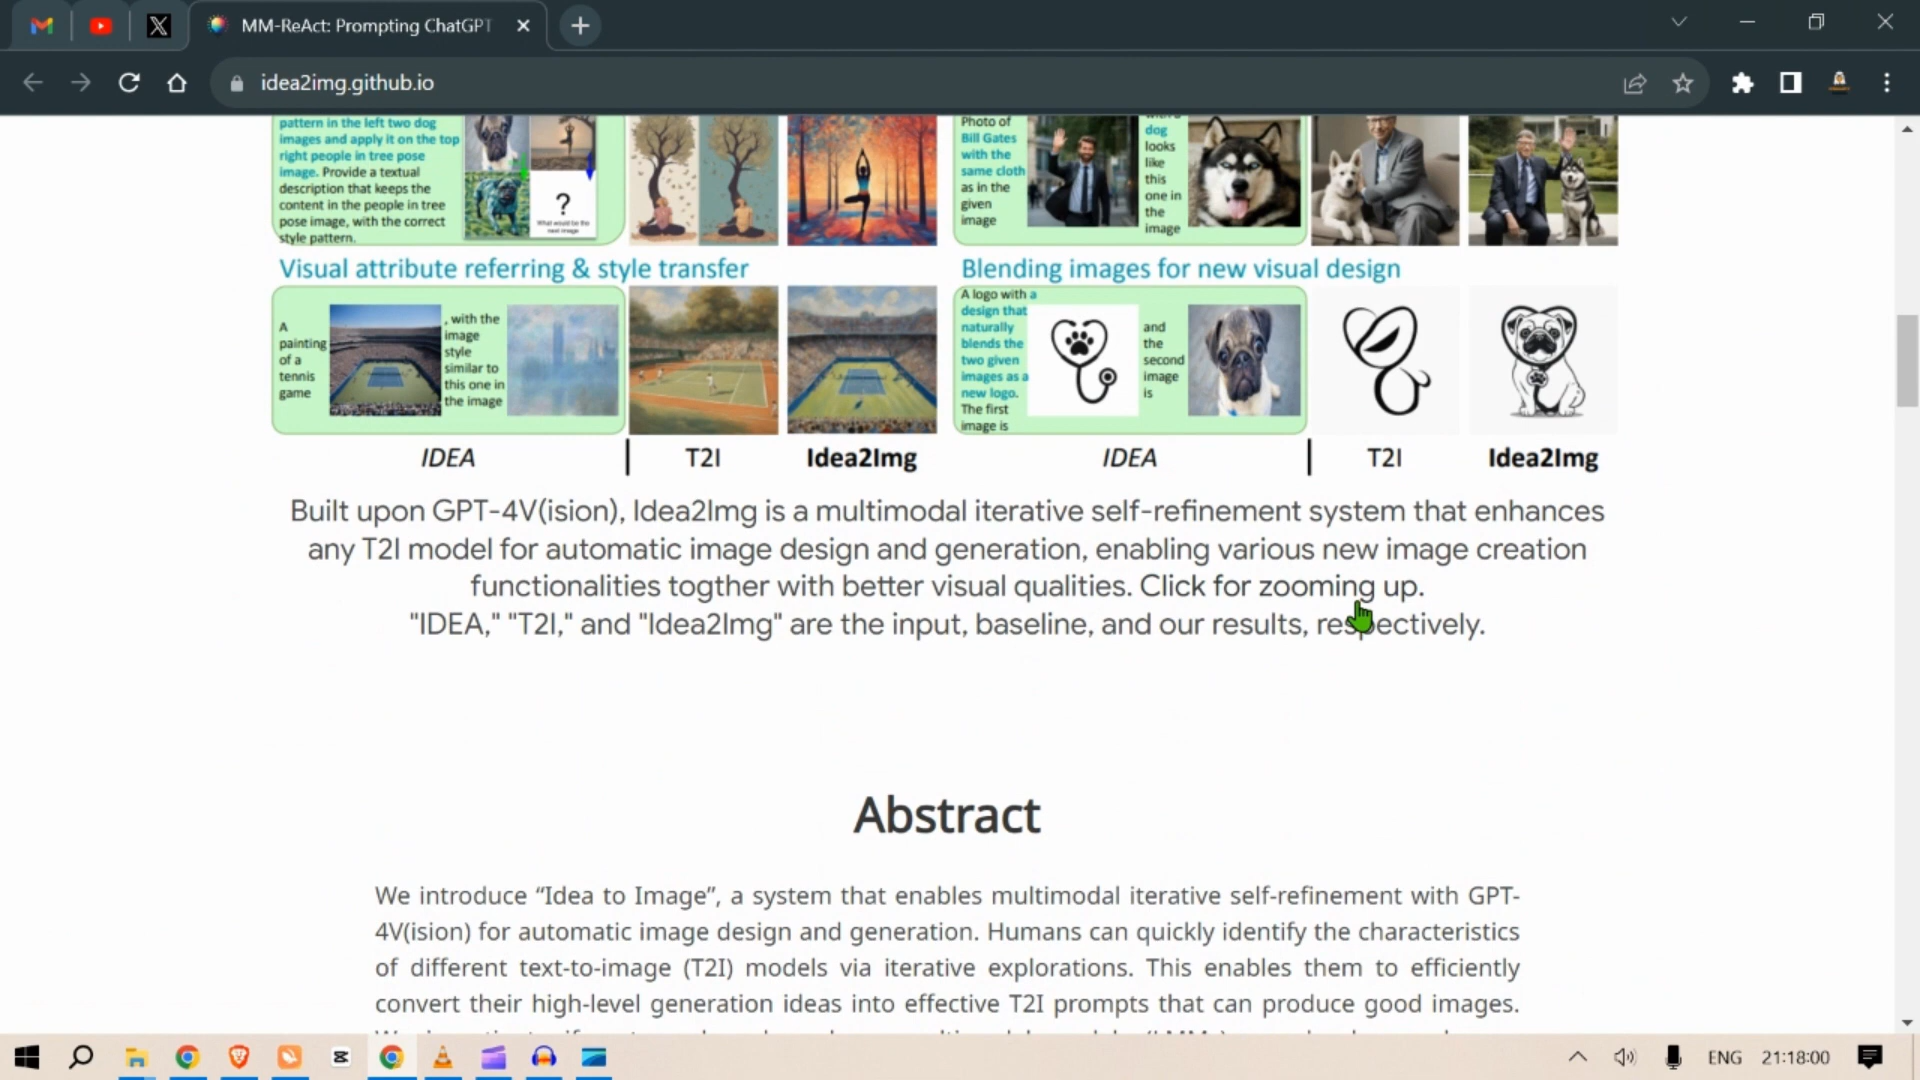 MM-ReAct: Prompting ChatGPT
idea2img.github.io
pattern in the left two dog
images and apply it on the top
right people in tree pose
image. Provide a textual
description that keeps the
content in the people in tree
pose image, with the correct
style pattern.
?
What would be the
next image
Photo of
Bill Gates
with the
same cloth
as in the
given
image
dog
looks
like
this
one in
the
image
Visual attribute referring & style transfer
Blending images for new visual design
A
painting
of a
tennis
game
, with the
image
style
similar to
this one in
the image
A logo with a
design that
naturally
blends the
two given
images as a
new logo.
The first
image is
and
the
second
image
is
IDEA
T2I
Idea2Img
IDEA
T2I
Idea2Img
Built upon GPT-4V(ision), Idea2Img is a multimodal iterative self-refinement system that enhances
any T2I model for automatic image design and generation, enabling various new image creation
functionalities togther with better visual qualities. Click for zooming up.
"IDEA," "T2I," and "Idea2Img" are the input, baseline, and our results, respectively.
Abstract
We introduce “Idea to Image”, a system that enables multimodal iterative self-refinement with GPT-
4V(ision) for automatic image design and generation. Humans can quickly identify the characteristics
of different text-to-image (T2I) models via iterative explorations. This enables them to efficiently
convert their high-level generation ideas into effective T2I prompts that can produce good images.
ENG
21:18:00